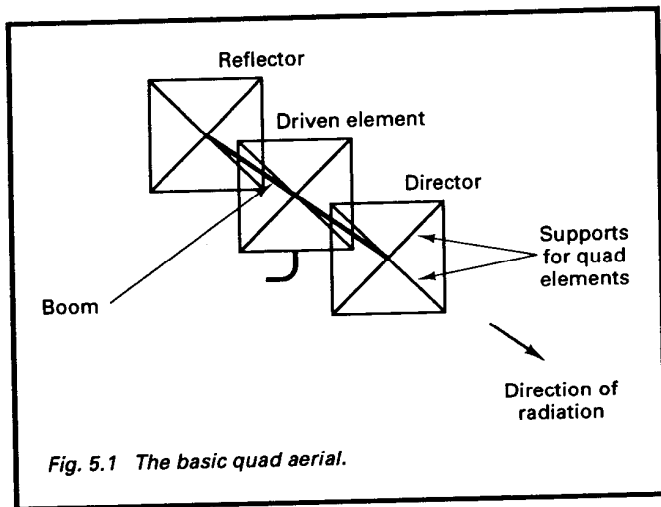 Reflector
Driven element
Director
Supports
for quad
elements
Boom
Direction of
radiation
Fig. 5.1 The basic quad aerial.